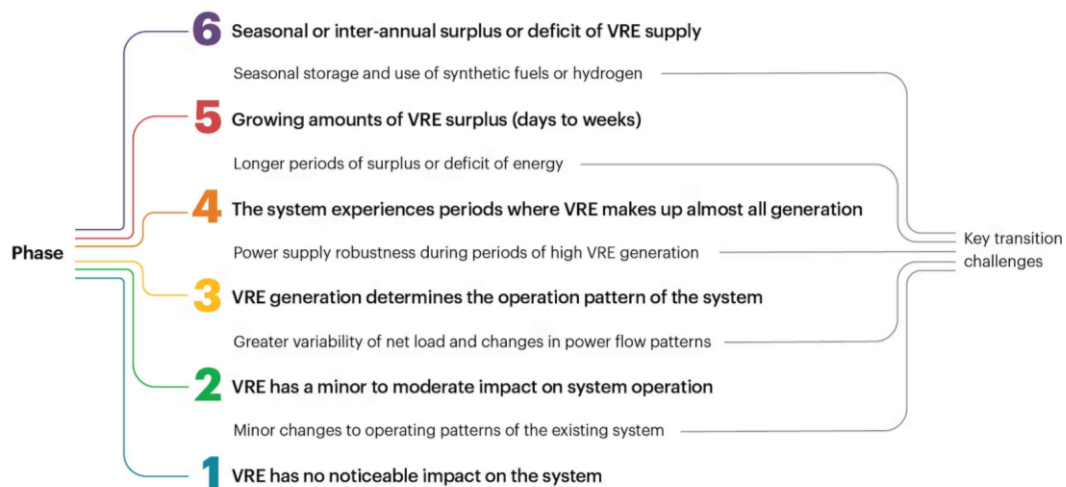 6 Seasonal or inter-annual surplus or deficit of VRE supply
Seasonal storage and use of synthetic fuels or hydrogen
5 Growing amounts of VRE surplus (days to weeks)
Longer periods of surplus or deficit of energy
4 The system experiences periods where VRE makes up almost all generation
Phase
Power supply robustness during periods of high VRE generation
Key transition
challenges
3 VRE generation determines the operation pattern of the system
Greater variability of net load and changes in power flow patterns
2 VRE has a minor to moderate impact on system operation
Minor changes to operating patterns of the existing system
1 VRE has no noticeable impact on the system